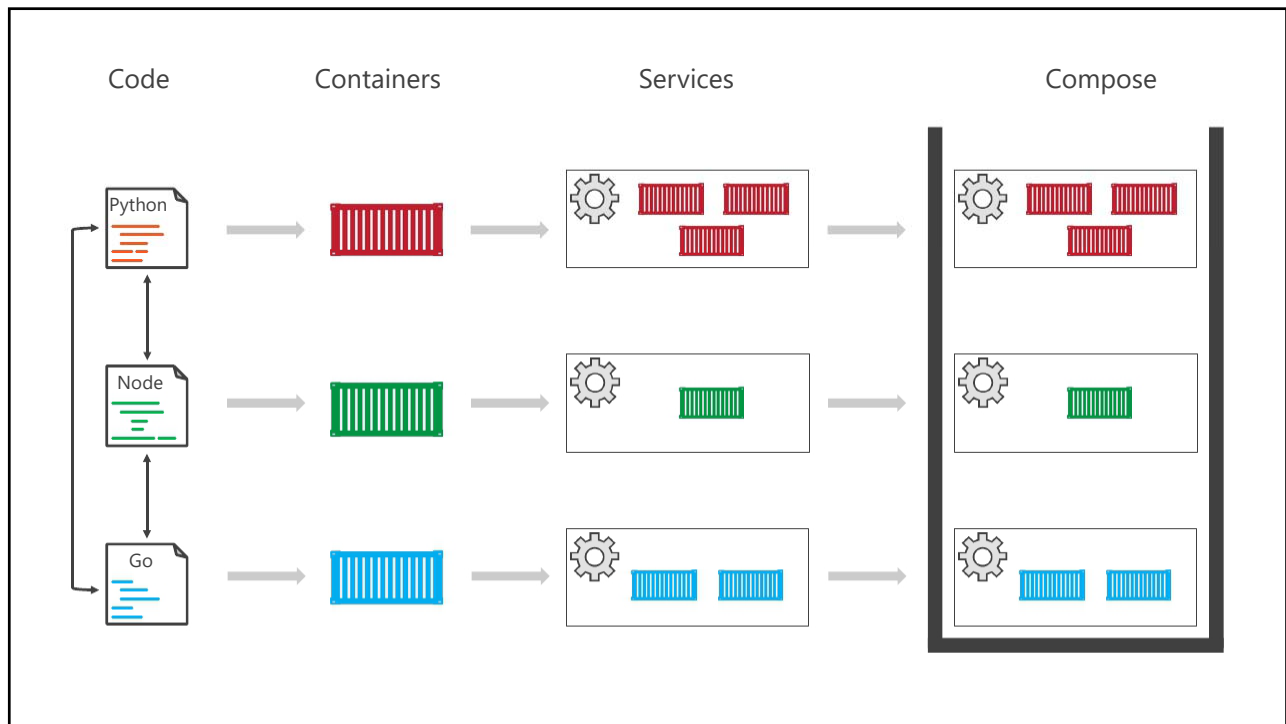 Code
Containers
Services
Compose
Python
Node
Go